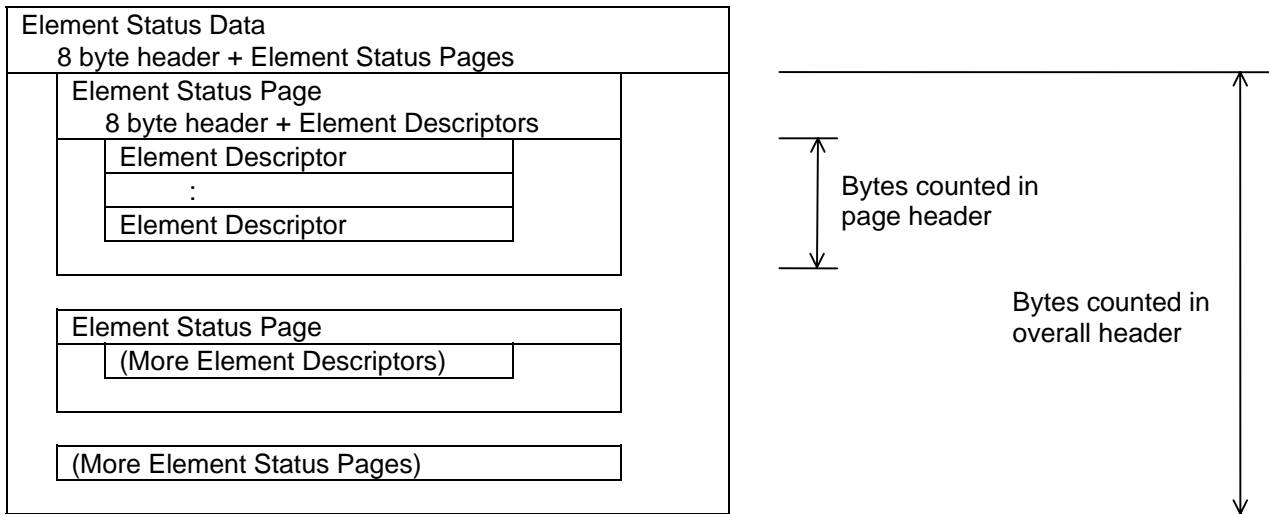 Element Status Data
8 byte header + Element Status Pages
Element Status Page
8 byte header + Element Descriptors
Element Descriptor
:
Element Descriptor
Bytes counted in
page header
Element Status Page
(More Element Descriptors)
(More Element Status Pages)
Bytes counted in
overall header